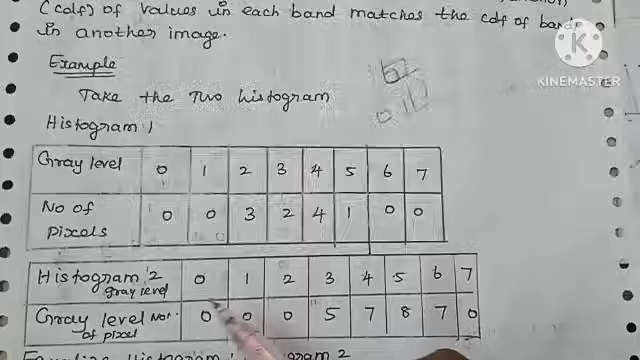 (cdf) of values in each band matches the cdf of band
in another image.
K
KINEMASTER
Example
Take the Two histogram
Histogram 1
Gray level 0 1 2 3 4 5 6 7
No of pixels 0 0 3 2 4 1 0 0
Histogram 2 gray level 0 1 2 3 4 5 6 7
Gray level No. of pixel 0 0 0 5 7 8 7 0